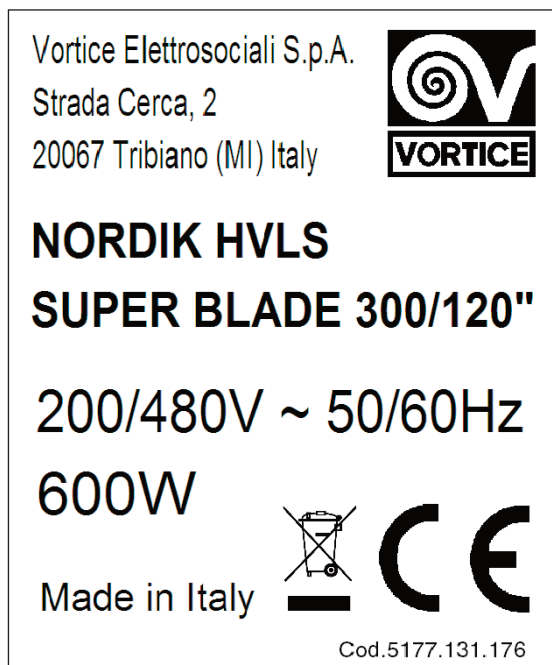 Vortice Elettrosociali S.p.A.
Strada Cerca, 2
20067 Tribiano (MI) Italy
VORTICE
NORDIK HVLS
SUPER BLADE 300/120"
200/480V ~ 50/60Hz
600W
CE
Made in Italy
Cod.5177.131.176